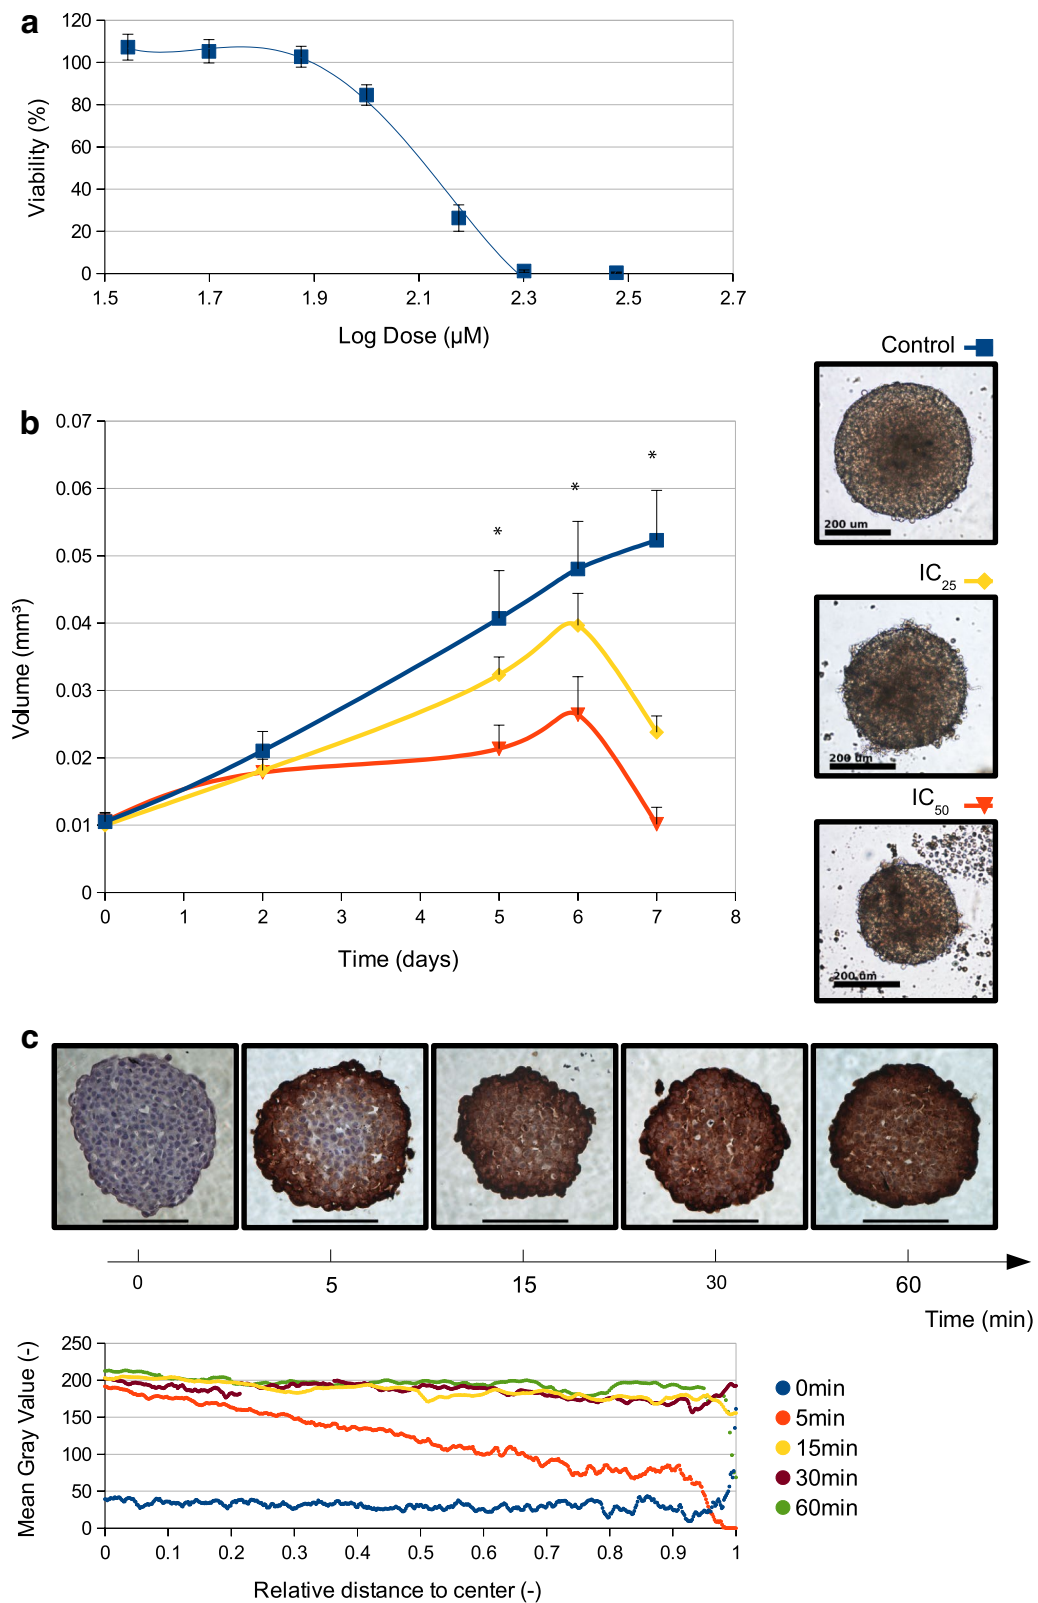 a
120
100
80
60
40
20
0
Viability (%)
1.5 1.7 1.9 2.1 2.3 2.5 2.7
Log Dose (µM)
b
0.07
0.06
0.05
0.04
0.03
0.02
0.01
0
Volume (mm³)
* * *
0 1 2 3 4 5 6 7 8
Time (days)
Control
200 um
IC25
200 um
IC50
200 um
c
0 5 15 30 60
Time (min)
250
200
150
100
50
0
Mean Gray Value (-)
0 0.1 0.2 0.3 0.4 0.5 0.6 0.7 0.8 0.9 1
Relative distance to center (-)
0min
5min
15min
30min
60min